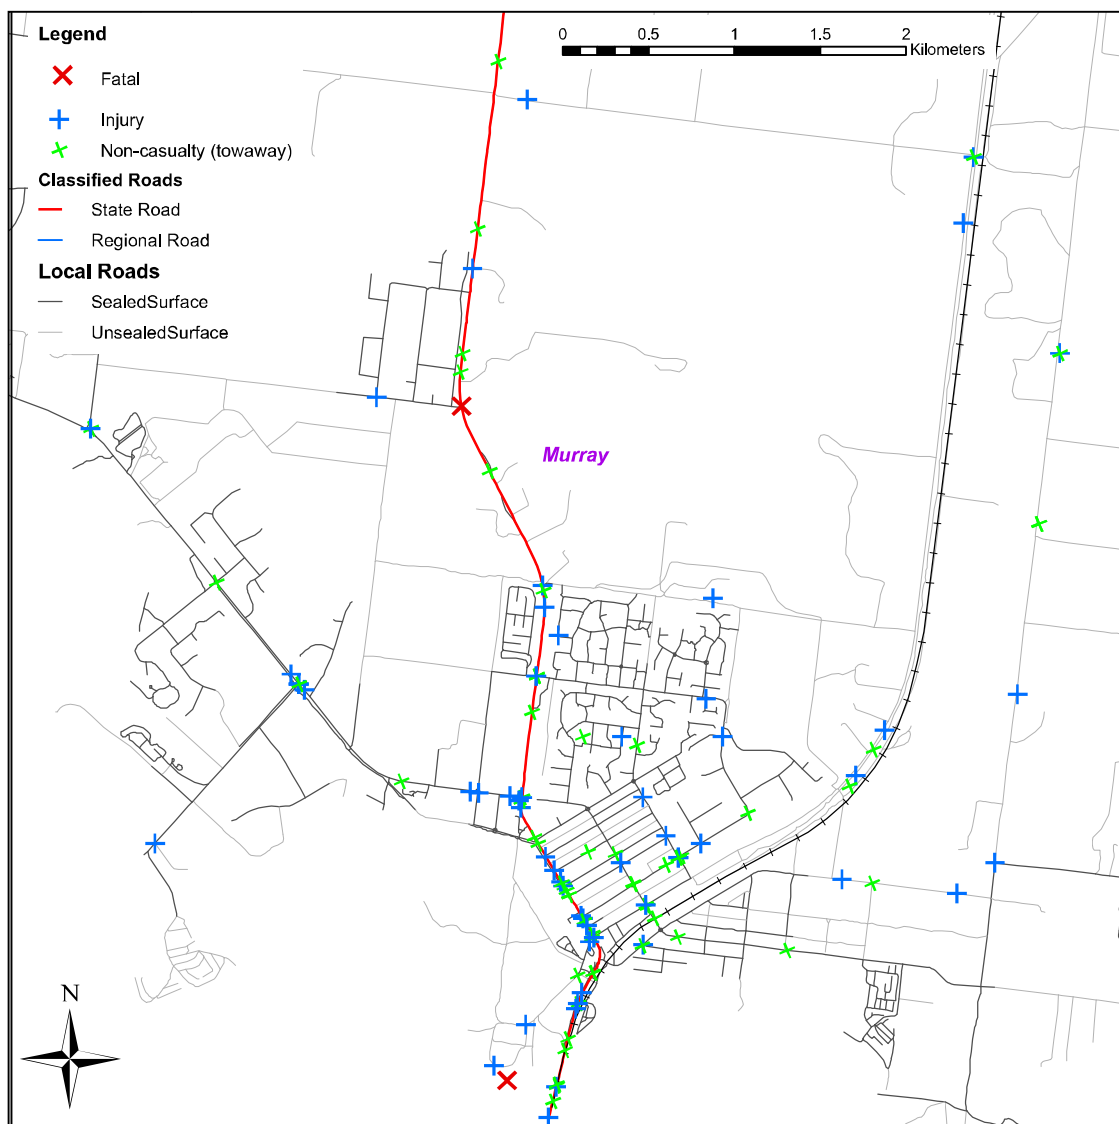 Legend
Fatal
Injury
Non-casualty (towaway)
Classified Roads
State Road
Regional Road
Local Roads
SealedSurface
UnsealedSurface
0 0.5 1 1.5 2
Kilometers
Murray
N